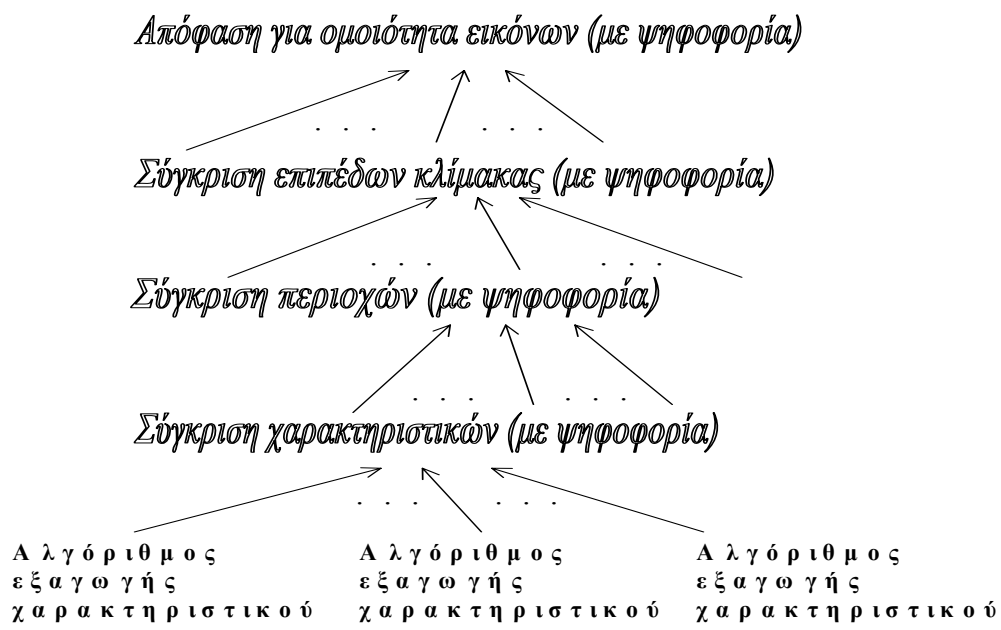 Απόφαση για ομοιότητα εικόνων (με ψηφοφορία)
. . . . . .
Σύγκριση επιπέδων κλίμακας (με ψηφοφορία)
. . . . . .
Σύγκριση περιοχών (με ψηφοφορία)
. . . . . .
Σύγκριση χαρακτηριστικών (με ψηφοφορία)
. . . . . .
Αλγόριθμος
εξαγωγής
χαρακτηριστικού
Αλγόριθμος
εξαγωγής
χαρακτηριστικού
Αλγόριθμος
εξαγωγής
χαρακτηριστικού